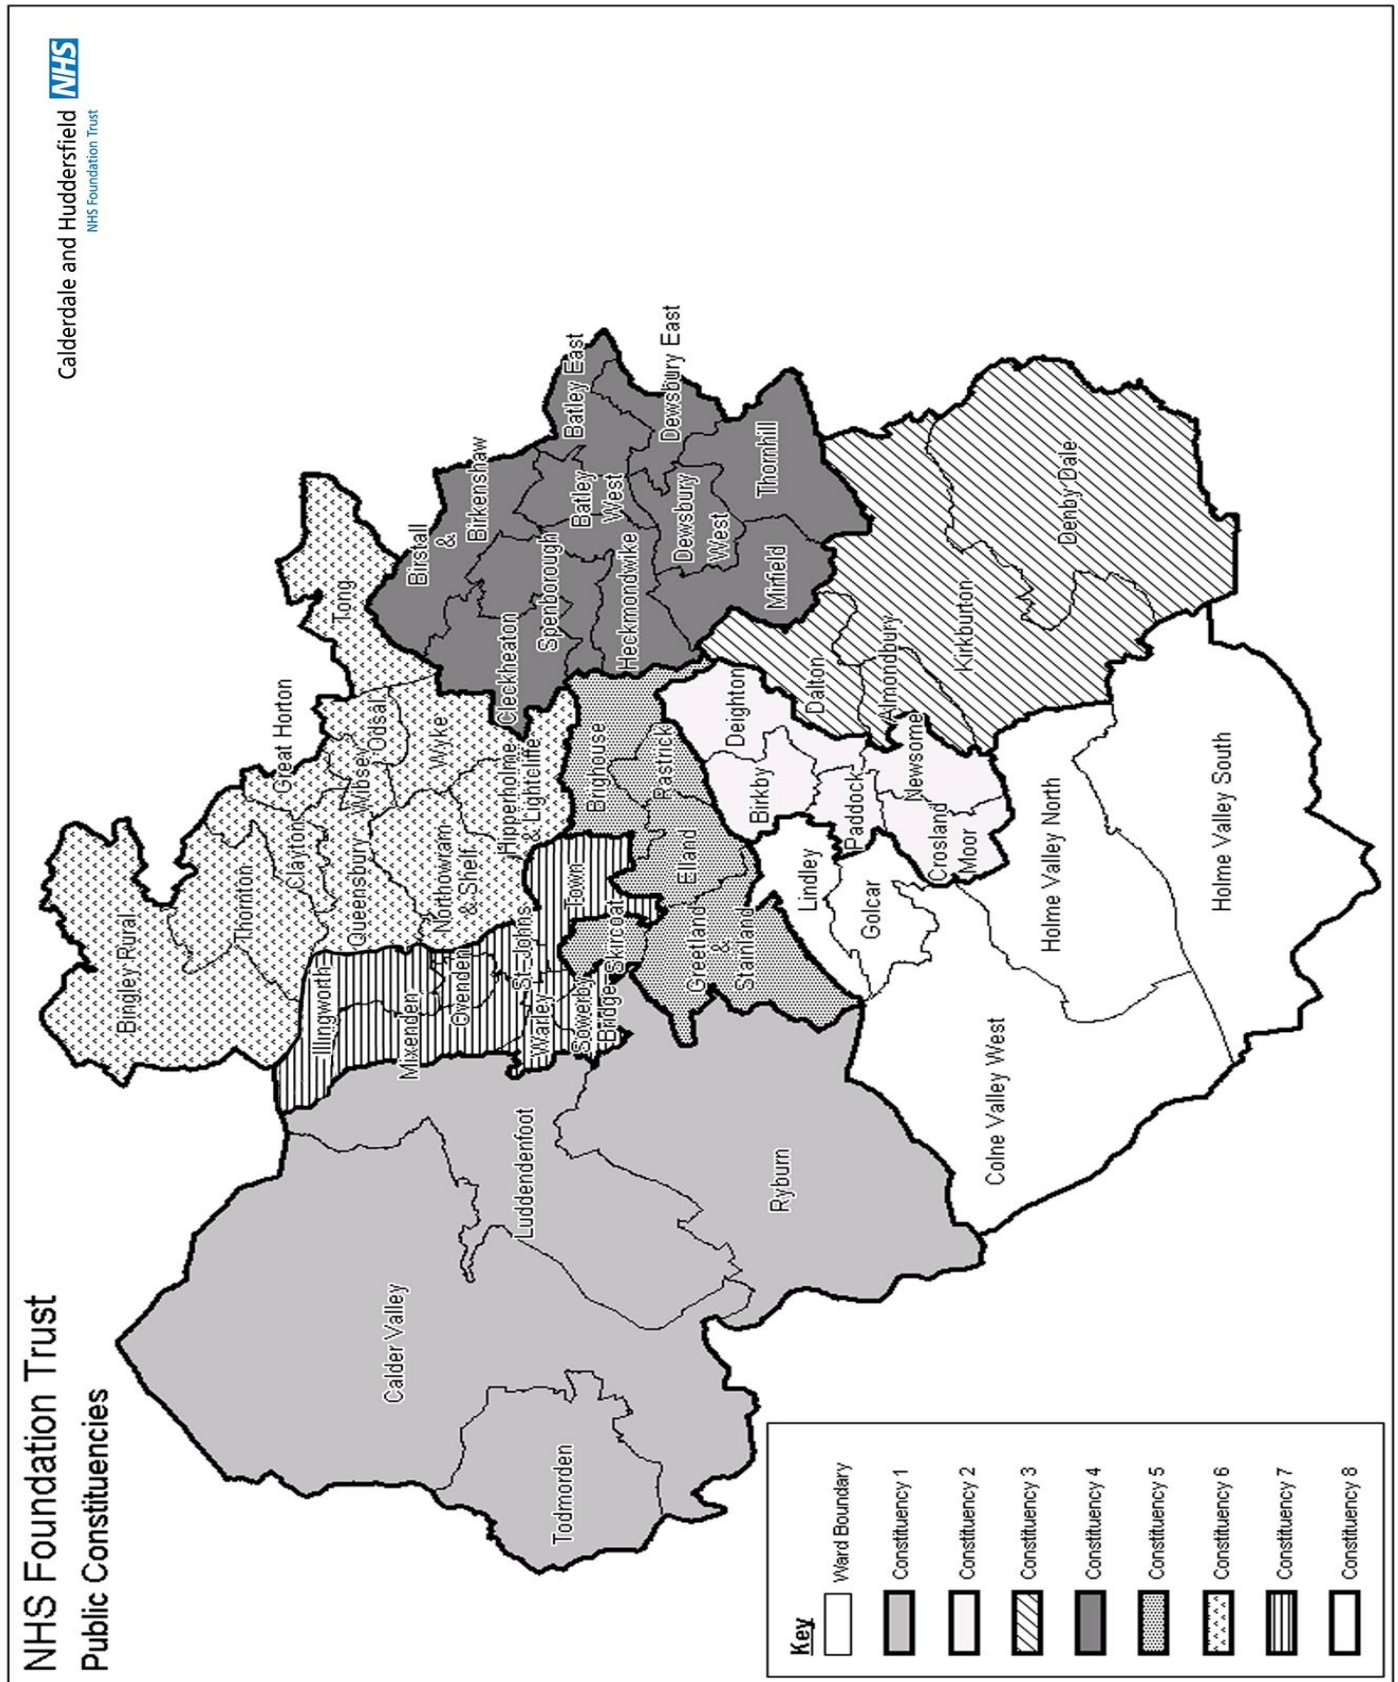 NHS Foundation Trust
Public Constituencies
Calderdale and Huddersfield NHS
NHS Foundation Trust
Bingley Rural
Thornton
Clayton
Great Horton
Queensbury
Wibsey
Odsal
Tong
Northowram
& Shelf
Wyke
Hipperholme
& Lightcliffe
Illingworth
Mixenden
Ovenden
St. Johns
Warley
Town
Sowerby
Bridge
Skircoat
Calder Valley
Luddendenfoot
Todmorden
Ryburn
Birstall
&
Birkenshaw
Cleckheaton
Spenborough
Heckmondwike
Batley
West
Batley East
Dewsbury East
Dewsbury
West
Mirfield
Thornhill
Brighouse
Rastrick
Elland
Greetland
&
Stainland
Deighton
Birkby
Paddock
Newsome
Crosland
Moor
Dalton
Almondbury
Kirkburton
Denby Dale
Lindley
Golcar
Colne Valley West
Holme Valley North
Holme Valley South
Key
Ward Boundary
Constituency 1
Constituency 2
Constituency 3
Constituency 4
Constituency 5
Constituency 6
Constituency 7
Constituency 8